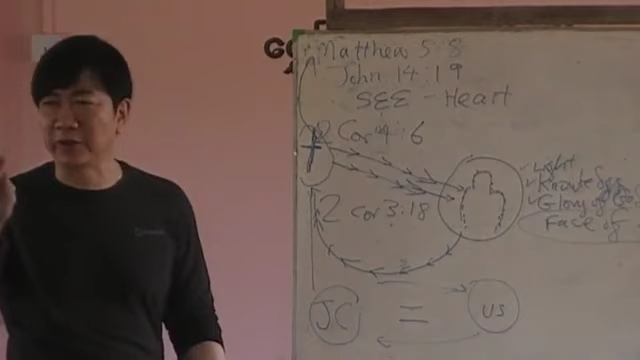 Matthew 5:8
John 14:19
SEE - Heart
2 Cor 4:6
Light
Knowledge
Glory of God
Face of
2 Cor 3:18
JC = US